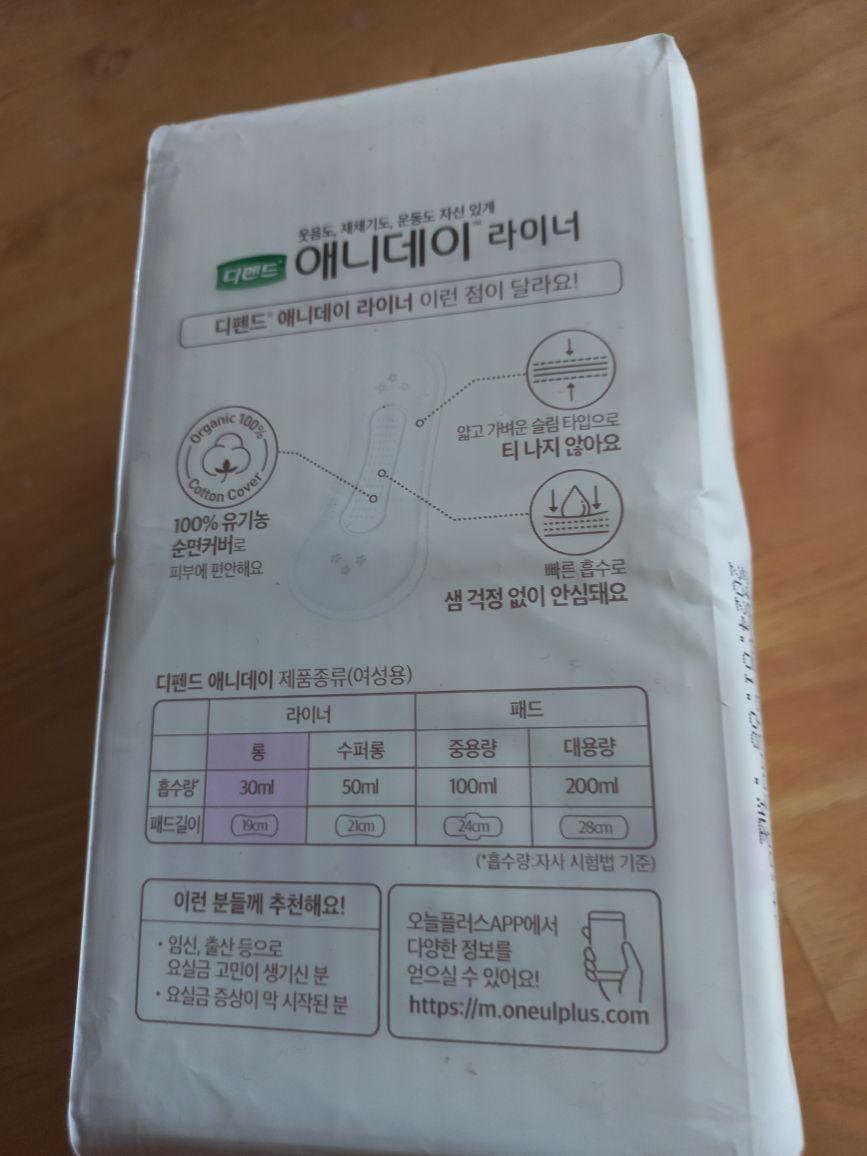 웃음도, 재채기도, 운동도 자신 있게
디펜드® 애니데이™ 라이너
디펜드® 애니데이 라이너 이런 점이 달라요!
얇고 가벼운 슬림 타입으로
티 나지 않아요
Organic 100%
Cotton Cover
100% 유기농
순면커버로
피부에 편안해요
빠른 흡수로
샘 걱정 없이 안심돼요
디펜드 애니데이 제품종류(여성용)
라이너 패드
롱 수퍼롱 중용량 대용량
흡수량* 30ml 50ml 100ml 200ml
패드길이 19cm 21cm 24cm 28cm
(*흡수량:자사 시험법 기준)
이런 분들께 추천해요!
• 임신, 출산 등으로
요실금 고민이 생기신 분
• 요실금 증상이 막 시작된 분
오늘플러스APP에서
다양한 정보를
얻으실 수 있어요!
https://m.oneulplus.com